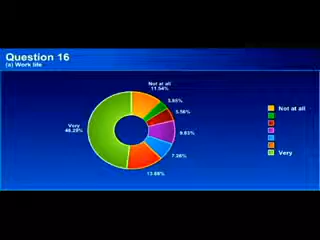 Question 16
(a) Work life
Not at all
11.54%
3.85%
5.56%
9.83%
7.26%
13.68%
Very
48.29%
Not at all
Very